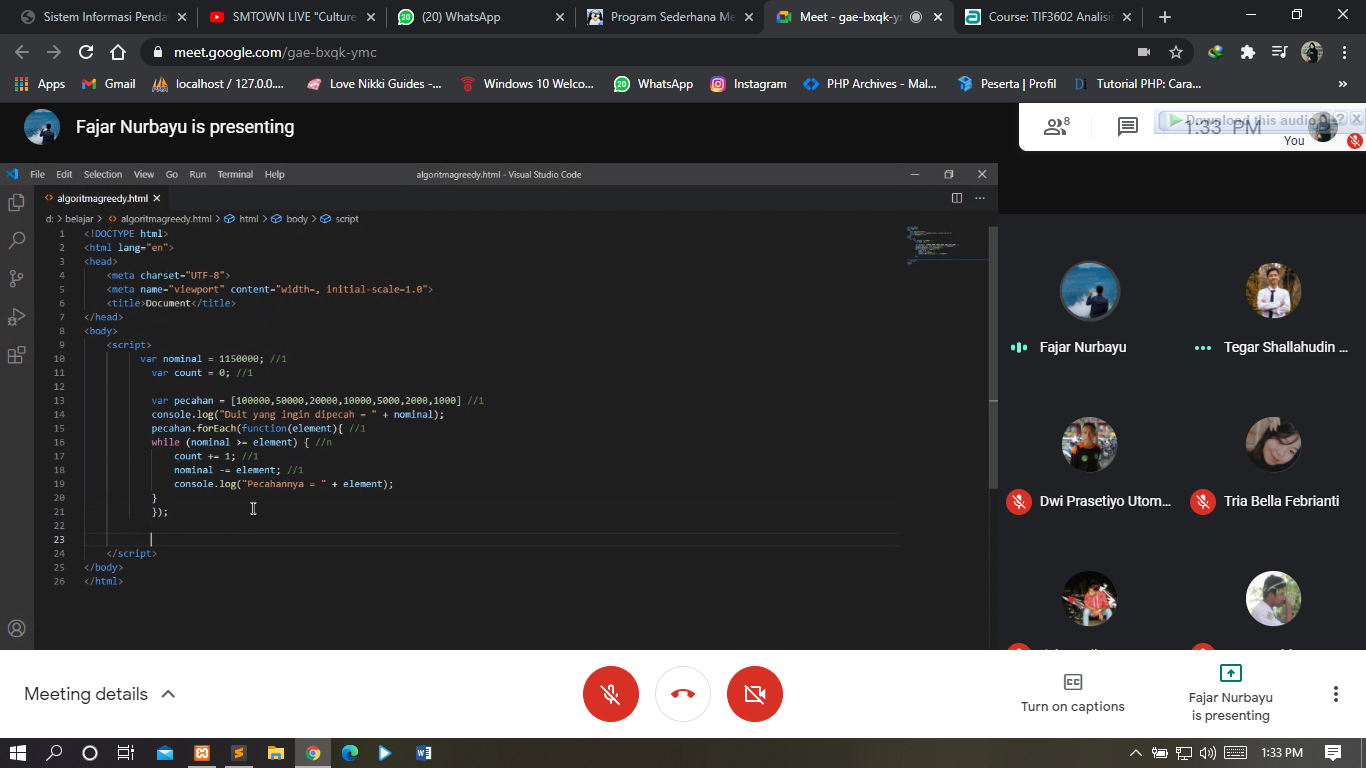 Sistem Informasi Penda
SMTOWN LIVE "Culture
(20) WhatsApp
Program Sederhana Me
Meet - gae-bxqk-y
Course: TIF3602 Analisis
meet.google.com/gae-bxqk-ymc
Apps
Gmail
localhost / 127.0.0....
Love Nikki Guides -...
Windows 10 Welco...
20
WhatsApp
Instagram
PHP Archives - Mal...
Peserta | Profil
Tutorial PHP: Cara...
»
Fajar Nurbayu is presenting
8
Download this audio
1:33 PM
You
File Edit Selection View Go Run Terminal Help
algoritmagreedy.html - Visual Studio Code
algoritmagreedy.html
d: > belajar > algoritmagreedy.html > html > body > script
1 <!DOCTYPE html>
2 <html lang="en">
3 <head>
4 <meta charset="UTF-8">
5 <meta name="viewport" content="width=, initial-scale=1.0">
6 <title>Document</title>
7 </head>
8 <body>
9 <script>
10 var nominal = 1150000; //1
11 var count = 0; //1
12
13 var pecahan = [100000,50000,20000,10000,5000,2000,1000] //1
14 console.log("Duit yang ingin dipecah = " + nominal);
15 pecahan.forEach(function(element){ //1
16 while (nominal >= element) { //n
17 count += 1; //1
18 nominal -= element; //1
19 console.log("Pecahannya = " + element);
20 }
21 });
22
23
24 </script>
25 </body>
26 </html>
Fajar Nurbayu
Tegar Shallahudin ...
Dwi Prasetiyo Utom...
Tria Bella Febrianti
Meeting details
Turn on captions
Fajar Nurbayu
is presenting
1:33 PM